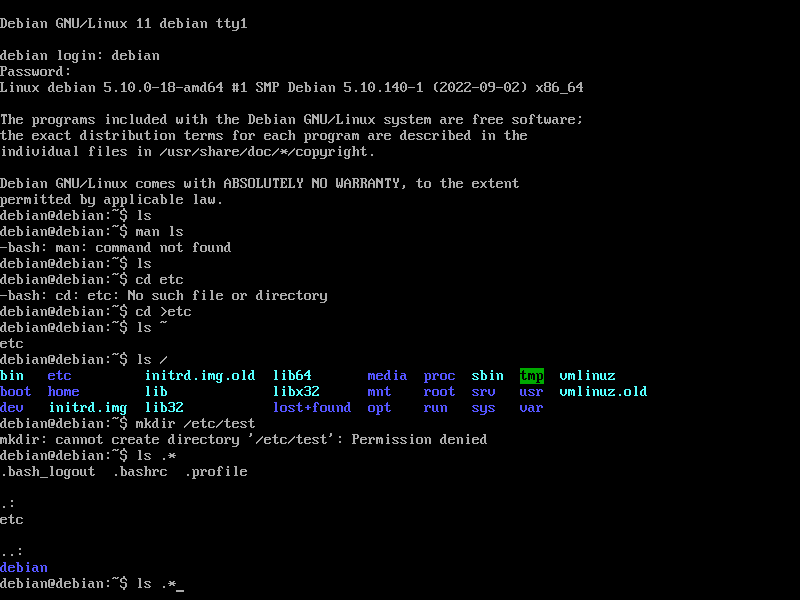 Debian GNU/Linux 11 debian tty1
debian login: debian
Password:
Linux debian 5.10.0-18-amd64 #1 SMP Debian 5.10.140-1 (2022-09-02) x86_64
The programs included with the Debian GNU/Linux system are free software;
the exact distribution terms for each program are described in the
individual files in /usr/share/doc/*/copyright.
Debian GNU/Linux comes with ABSOLUTELY NO WARRANTY, to the extent
permitted by applicable law.
debian@debian:~$ ls
debian@debian:~$ man ls
-bash: man: command not found
debian@debian:~$ ls
debian@debian:~$ cd etc
-bash: cd: etc: No such file or directory
debian@debian:~$ cd >etc
debian@debian:~$ ls ~
etc
debian@debian:~$ ls /
bin   etc         initrd.img.old  lib64       media  proc  sbin  tmp  vmlinuz
boot  home        lib             libx32      mnt    root  srv   usr  vmlinuz.old
dev   initrd.img  lib32           lost+found  opt    run   sys   var
debian@debian:~$ mkdir /etc/test
mkdir: cannot create directory '/etc/test': Permission denied
debian@debian:~$ ls .*
.bash_logout  .bashrc  .profile
.:
etc
..:
debian
debian@debian:~$ ls .*_